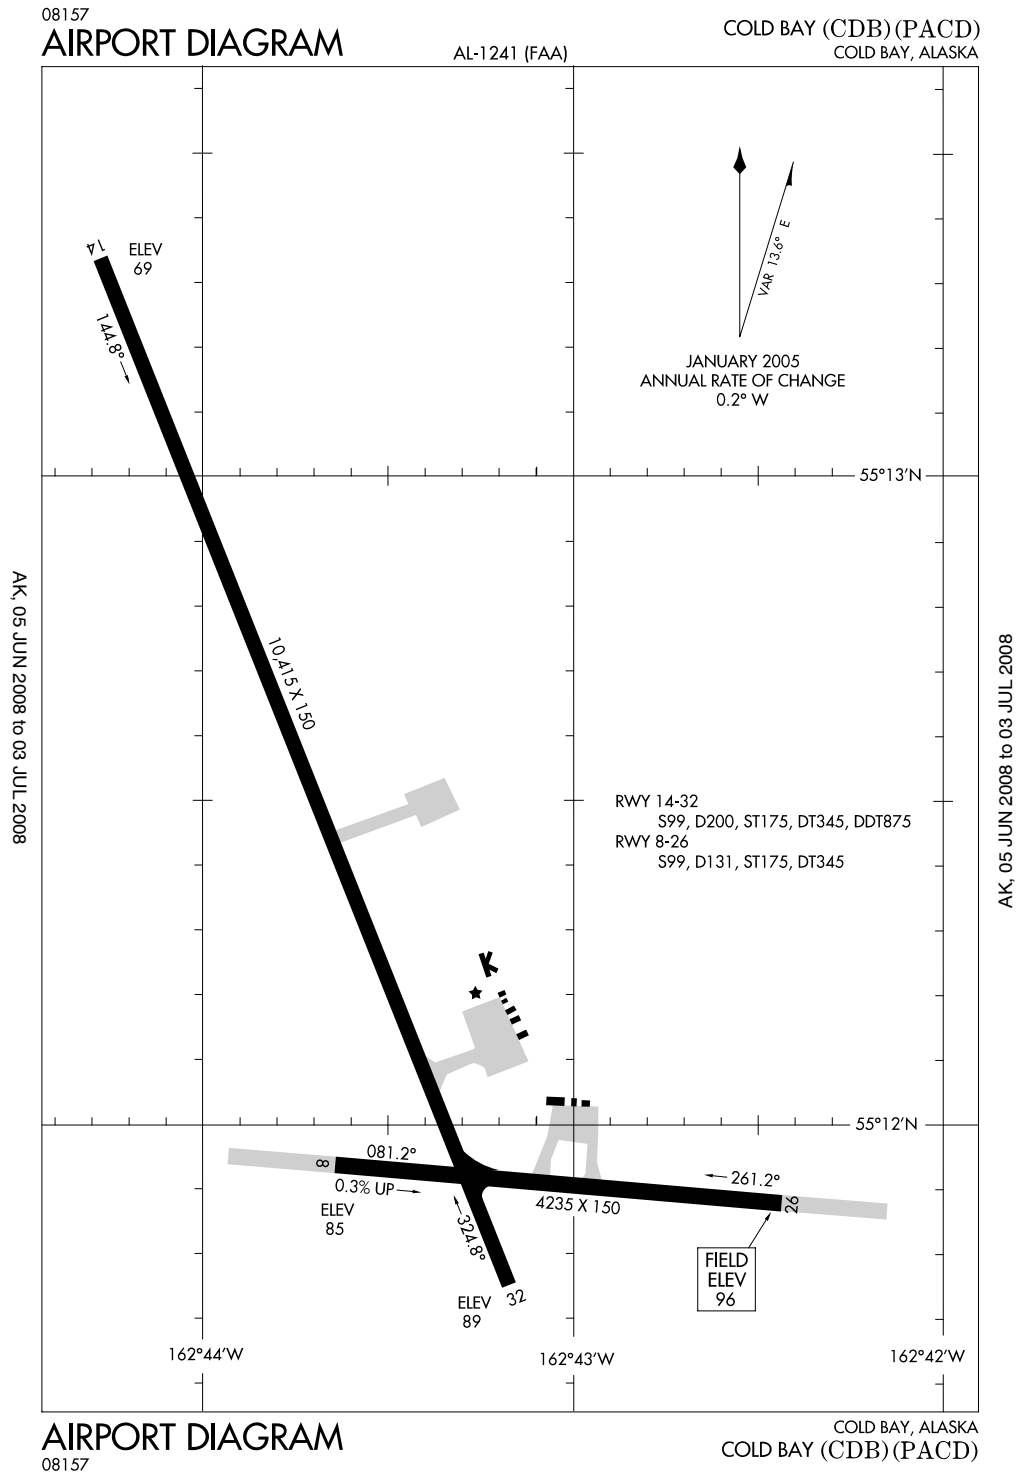 08157
AIRPORT DIAGRAM
AL-1241 (FAA)
COLD BAY (CDB)(PACD)
COLD BAY, ALASKA
14
ELEV
69
144.8°
VAR 13.6° E
JANUARY 2005
ANNUAL RATE OF CHANGE
0.2° W
55°13'N
10,415 X 150
AK, 05 JUN 2008 to 03 JUL 2008
AK, 05 JUN 2008 to 03 JUL 2008
RWY 14-32
S99, D200, ST175, DT345, DDT875
RWY 8-26
S99, D131, ST175, DT345
55°12'N
8
081.2°
0.3% UP
ELEV
85
261.2°
26
4235 X 150
324.8°
ELEV
89
32
FIELD
ELEV
96
162°44'W
162°43'W
162°42'W
AIRPORT DIAGRAM
08157
COLD BAY, ALASKA
COLD BAY (CDB)(PACD)